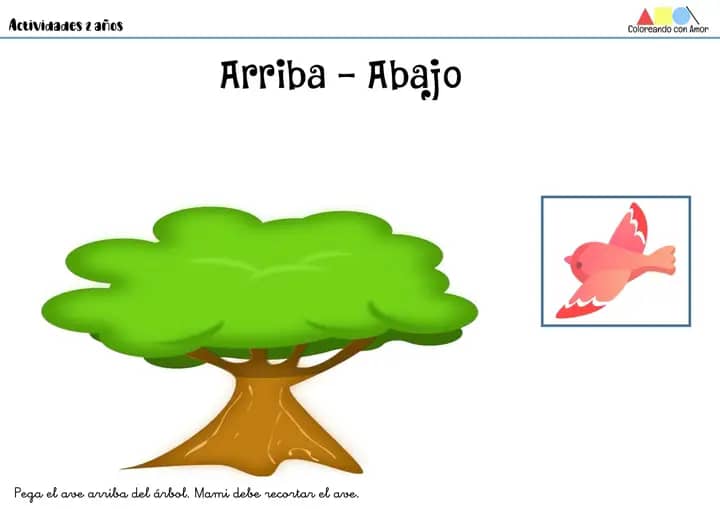 Actividades 2 años
Coloreando con Amor
Arriba - Abajo
Pega el ave arriba del árbol. Mami debe recortar el ave.